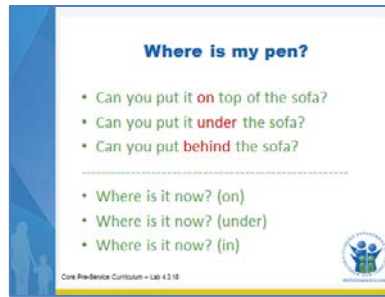 Where is my pen?
• Can you put it on top of the sofa?
• Can you put it under the sofa?
• Can you put behind the sofa?
--------------------------------------------------
• Where is it now? (on)
• Where is it now? (under)
• Where is it now? (in)
Core Pre-Service Curriculum – Lab 4.3.18